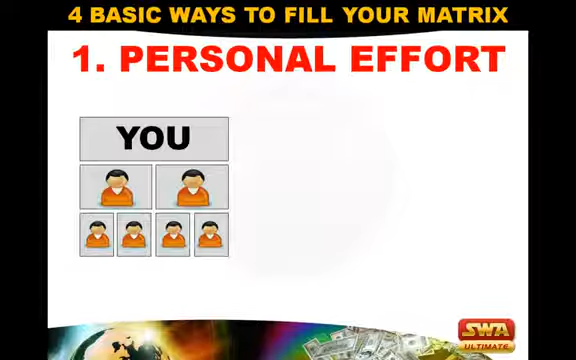 4 BASIC WAYS TO FILL YOUR MATRIX
1. PERSONAL EFFORT
YOU
SWA
ULTIMATE